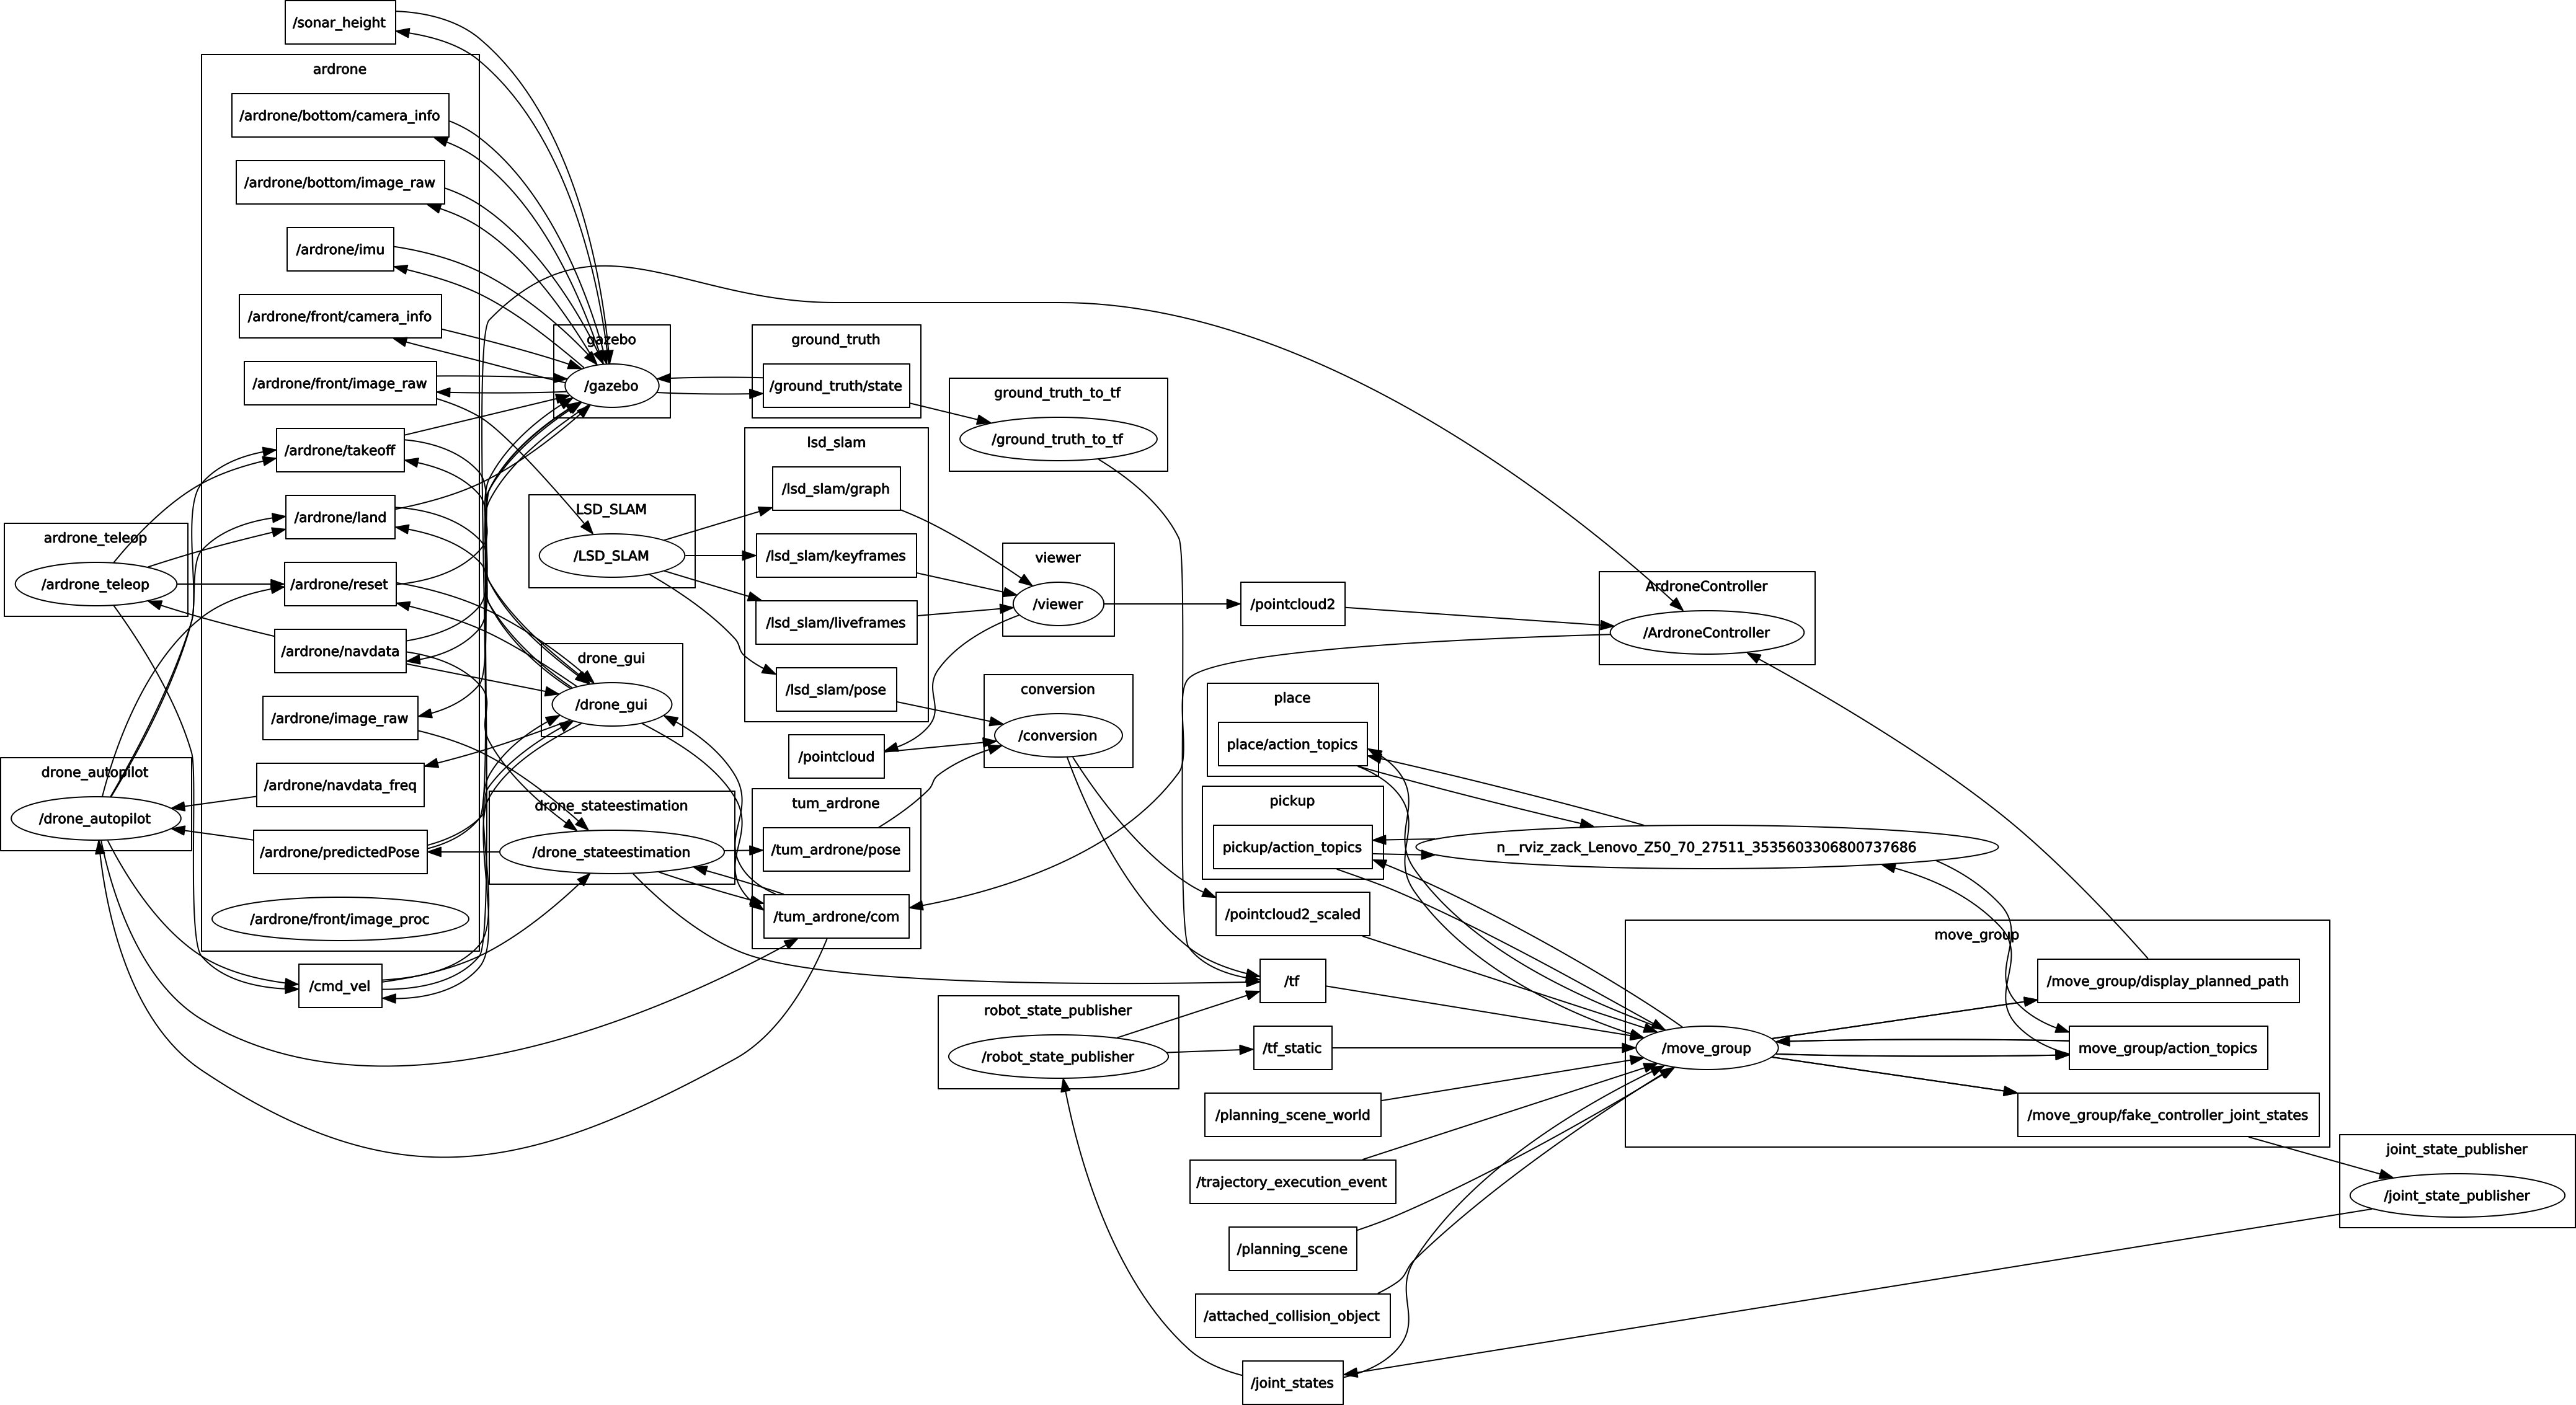 /sonar_height
ardrone
/ardrone/bottom/camera_info
/ardrone/bottom/image_raw
/ardrone/imu
/ardrone/front/camera_info
/ardrone/front/image_raw
/ardrone/takeoff
/ardrone/land
/ardrone/reset
/ardrone/navdata
/ardrone/image_raw
/ardrone/navdata_freq
/ardrone/predictedPose
/ardrone/front/image_proc
/cmd_vel
ardrone_teleop
/ardrone_teleop
drone_autopilot
/drone_autopilot
gazebo
/gazebo
LSD_SLAM
/LSD_SLAM
drone_gui
/drone_gui
drone_stateestimation
/drone_stateestimation
ground_truth
/ground_truth/state
lsd_slam
/lsd_slam/graph
/lsd_slam/keyframes
/lsd_slam/liveframes
/lsd_slam/pose
/pointcloud
tum_ardrone
/tum_ardrone/pose
/tum_ardrone/com
ground_truth_to_tf
/ground_truth_to_tf
viewer
/viewer
conversion
/conversion
robot_state_publisher
/robot_state_publisher
/pointcloud2
place
place/action_topics
pickup
pickup/action_topics
/pointcloud2_scaled
/tf
/tf_static
/planning_scene_world
/trajectory_execution_event
/planning_scene
/attached_collision_object
/joint_states
ArdroneController
/ArdroneController
n__rviz_zack_Lenovo_Z50_70_27511_3535603306800737686
move_group
/move_group
/move_group/display_planned_path
move_group/action_topics
/move_group/fake_controller_joint_states
joint_state_publisher
/joint_state_publisher